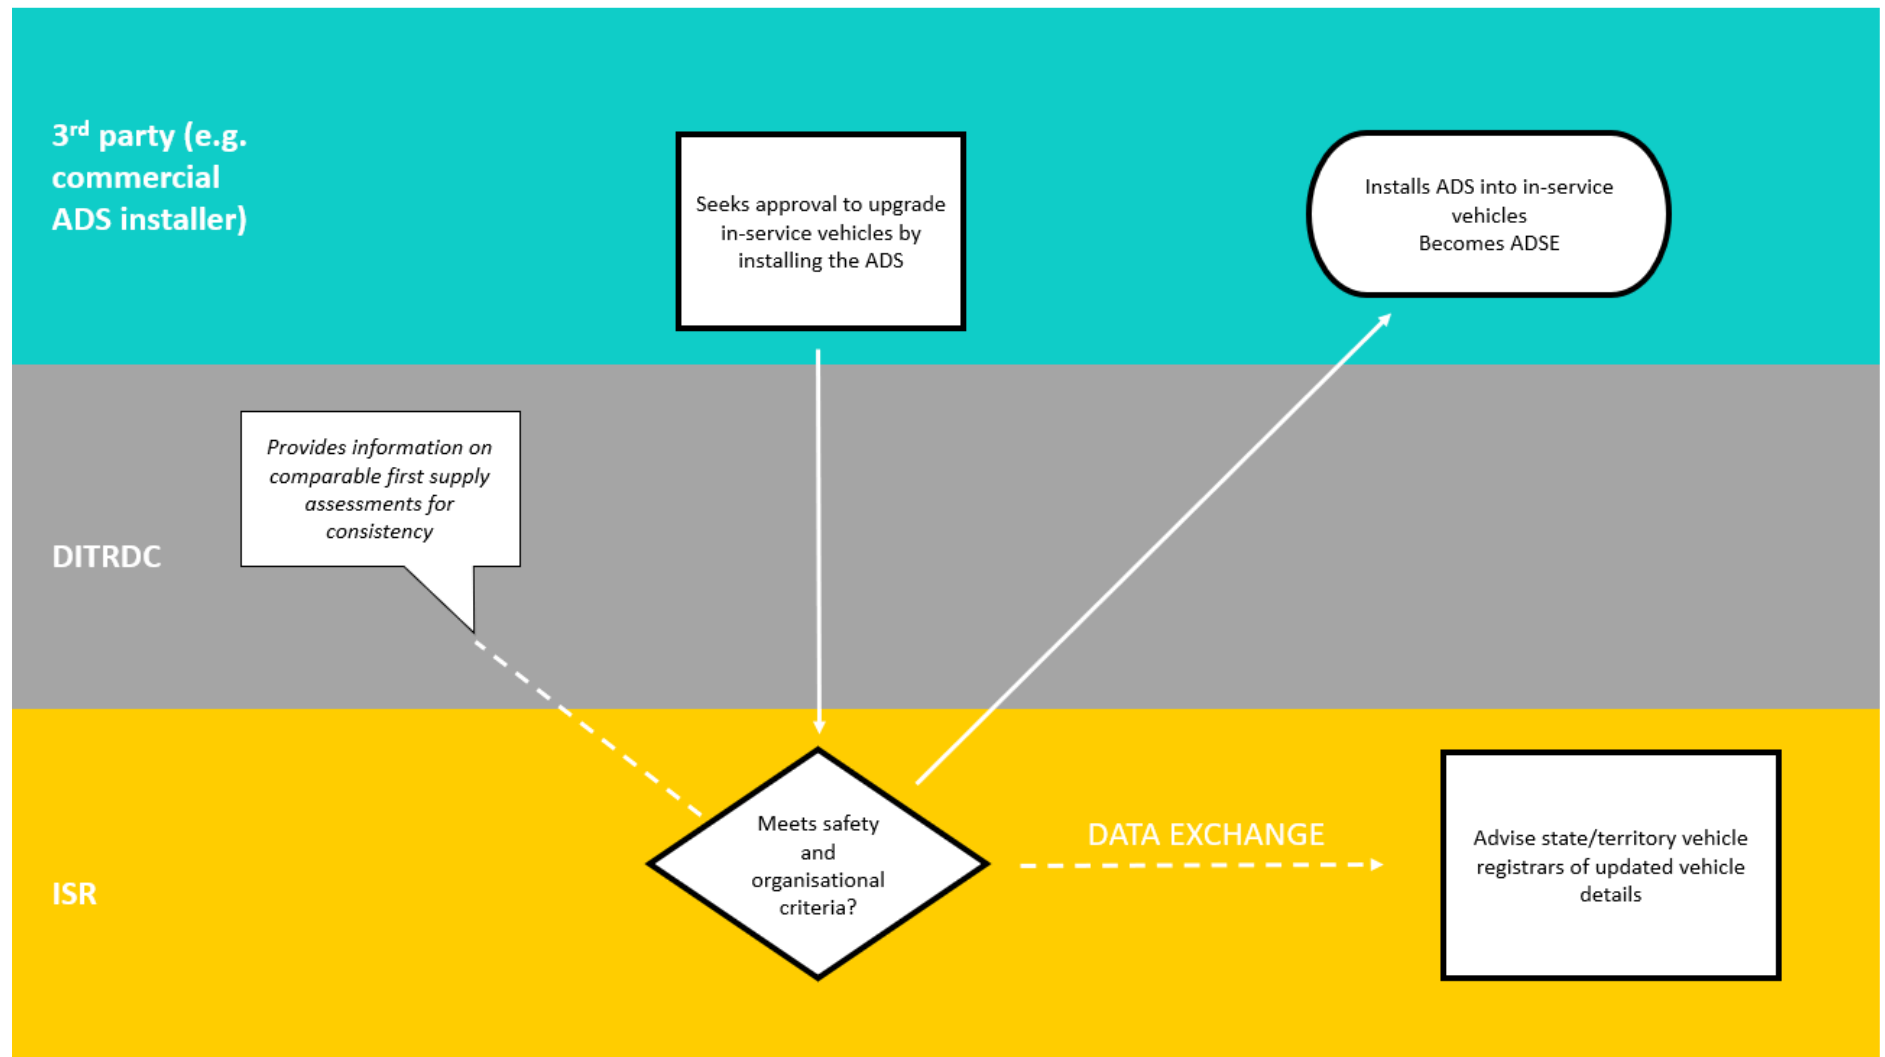 3rd party (e.g.
commercial
ADS installer)
Seeks approval to upgrade
in-service vehicles by
installing the ADS
Installs ADS into in-service
vehicles
Becomes ADSE
DITRDC
Provides information on
comparable first supply
assessments for
consistency
ISR
Meets safety
and
organisational
criteria?
DATA EXCHANGE
Advise state/territory vehicle
registrars of updated vehicle
details